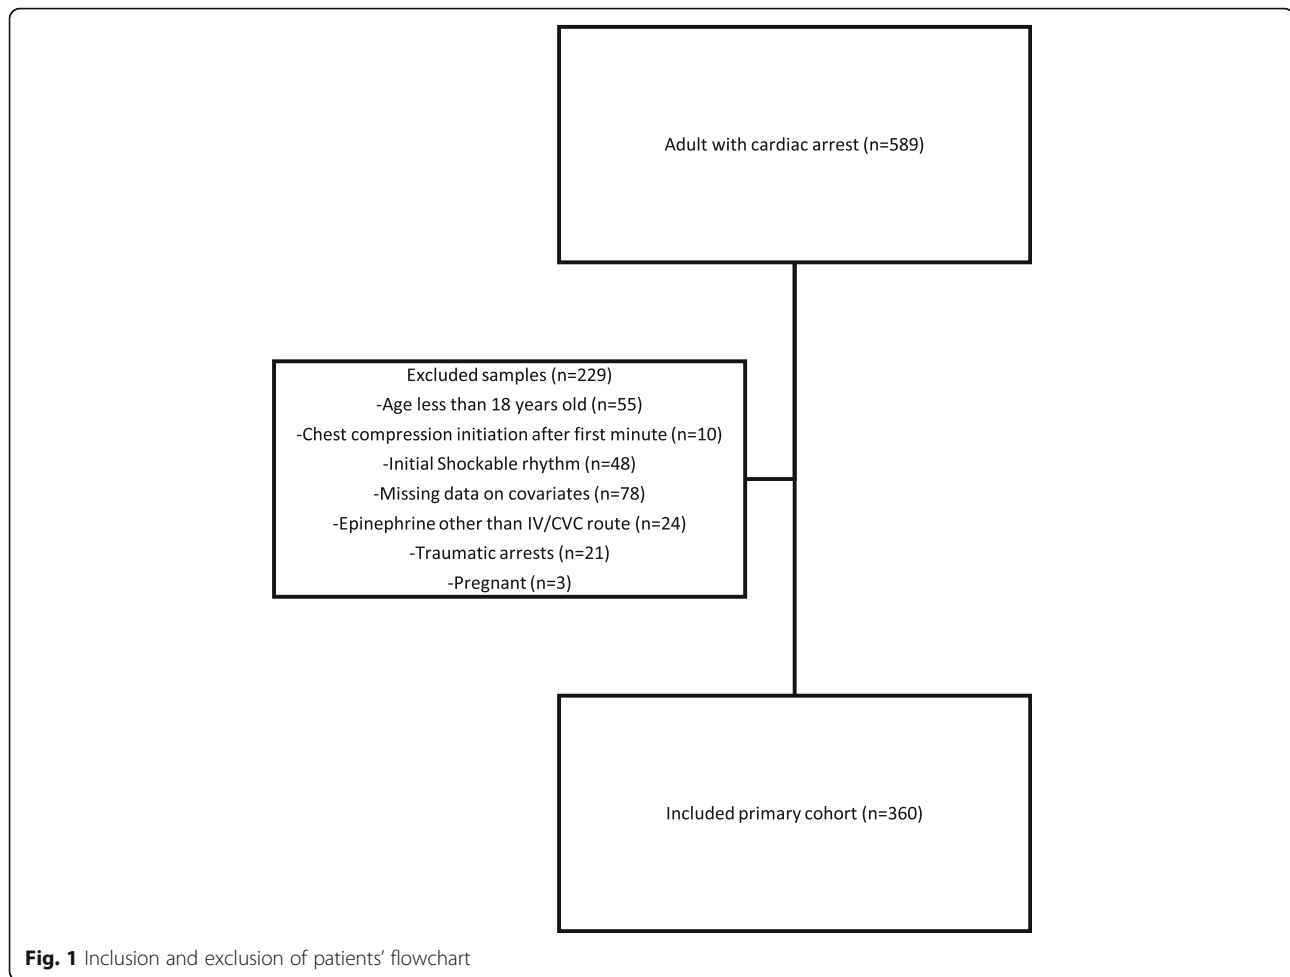 Adult with cardiac arrest (n=589)
Excluded samples (n=229)
-Age less than 18 years old (n=55)
-Chest compression initiation after first minute (n=10)
-Initial Shockable rhythm (n=48)
-Missing data on covariates (n=78)
-Epinephrine other than IV/CVC route (n=24)
-Traumatic arrests (n=21)
-Pregnant (n=3)
Included primary cohort (n=360)
Fig. 1 Inclusion and exclusion of patients’ flowchart